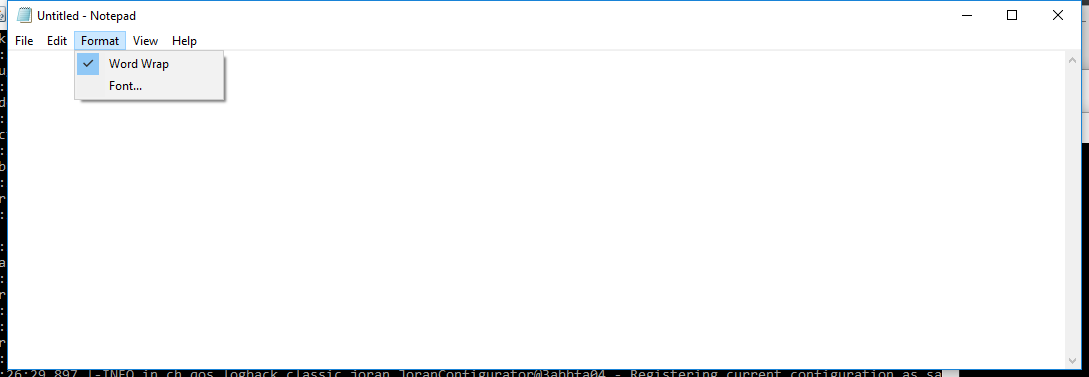 Untitled - Notepad
File Edit Format View Help
Word Wrap
Font...
:26:29,897 |-INFO in ch.qos.logback.classic.joran.JoranConfigurator@3abbfa04 - Registering current configuration as sa